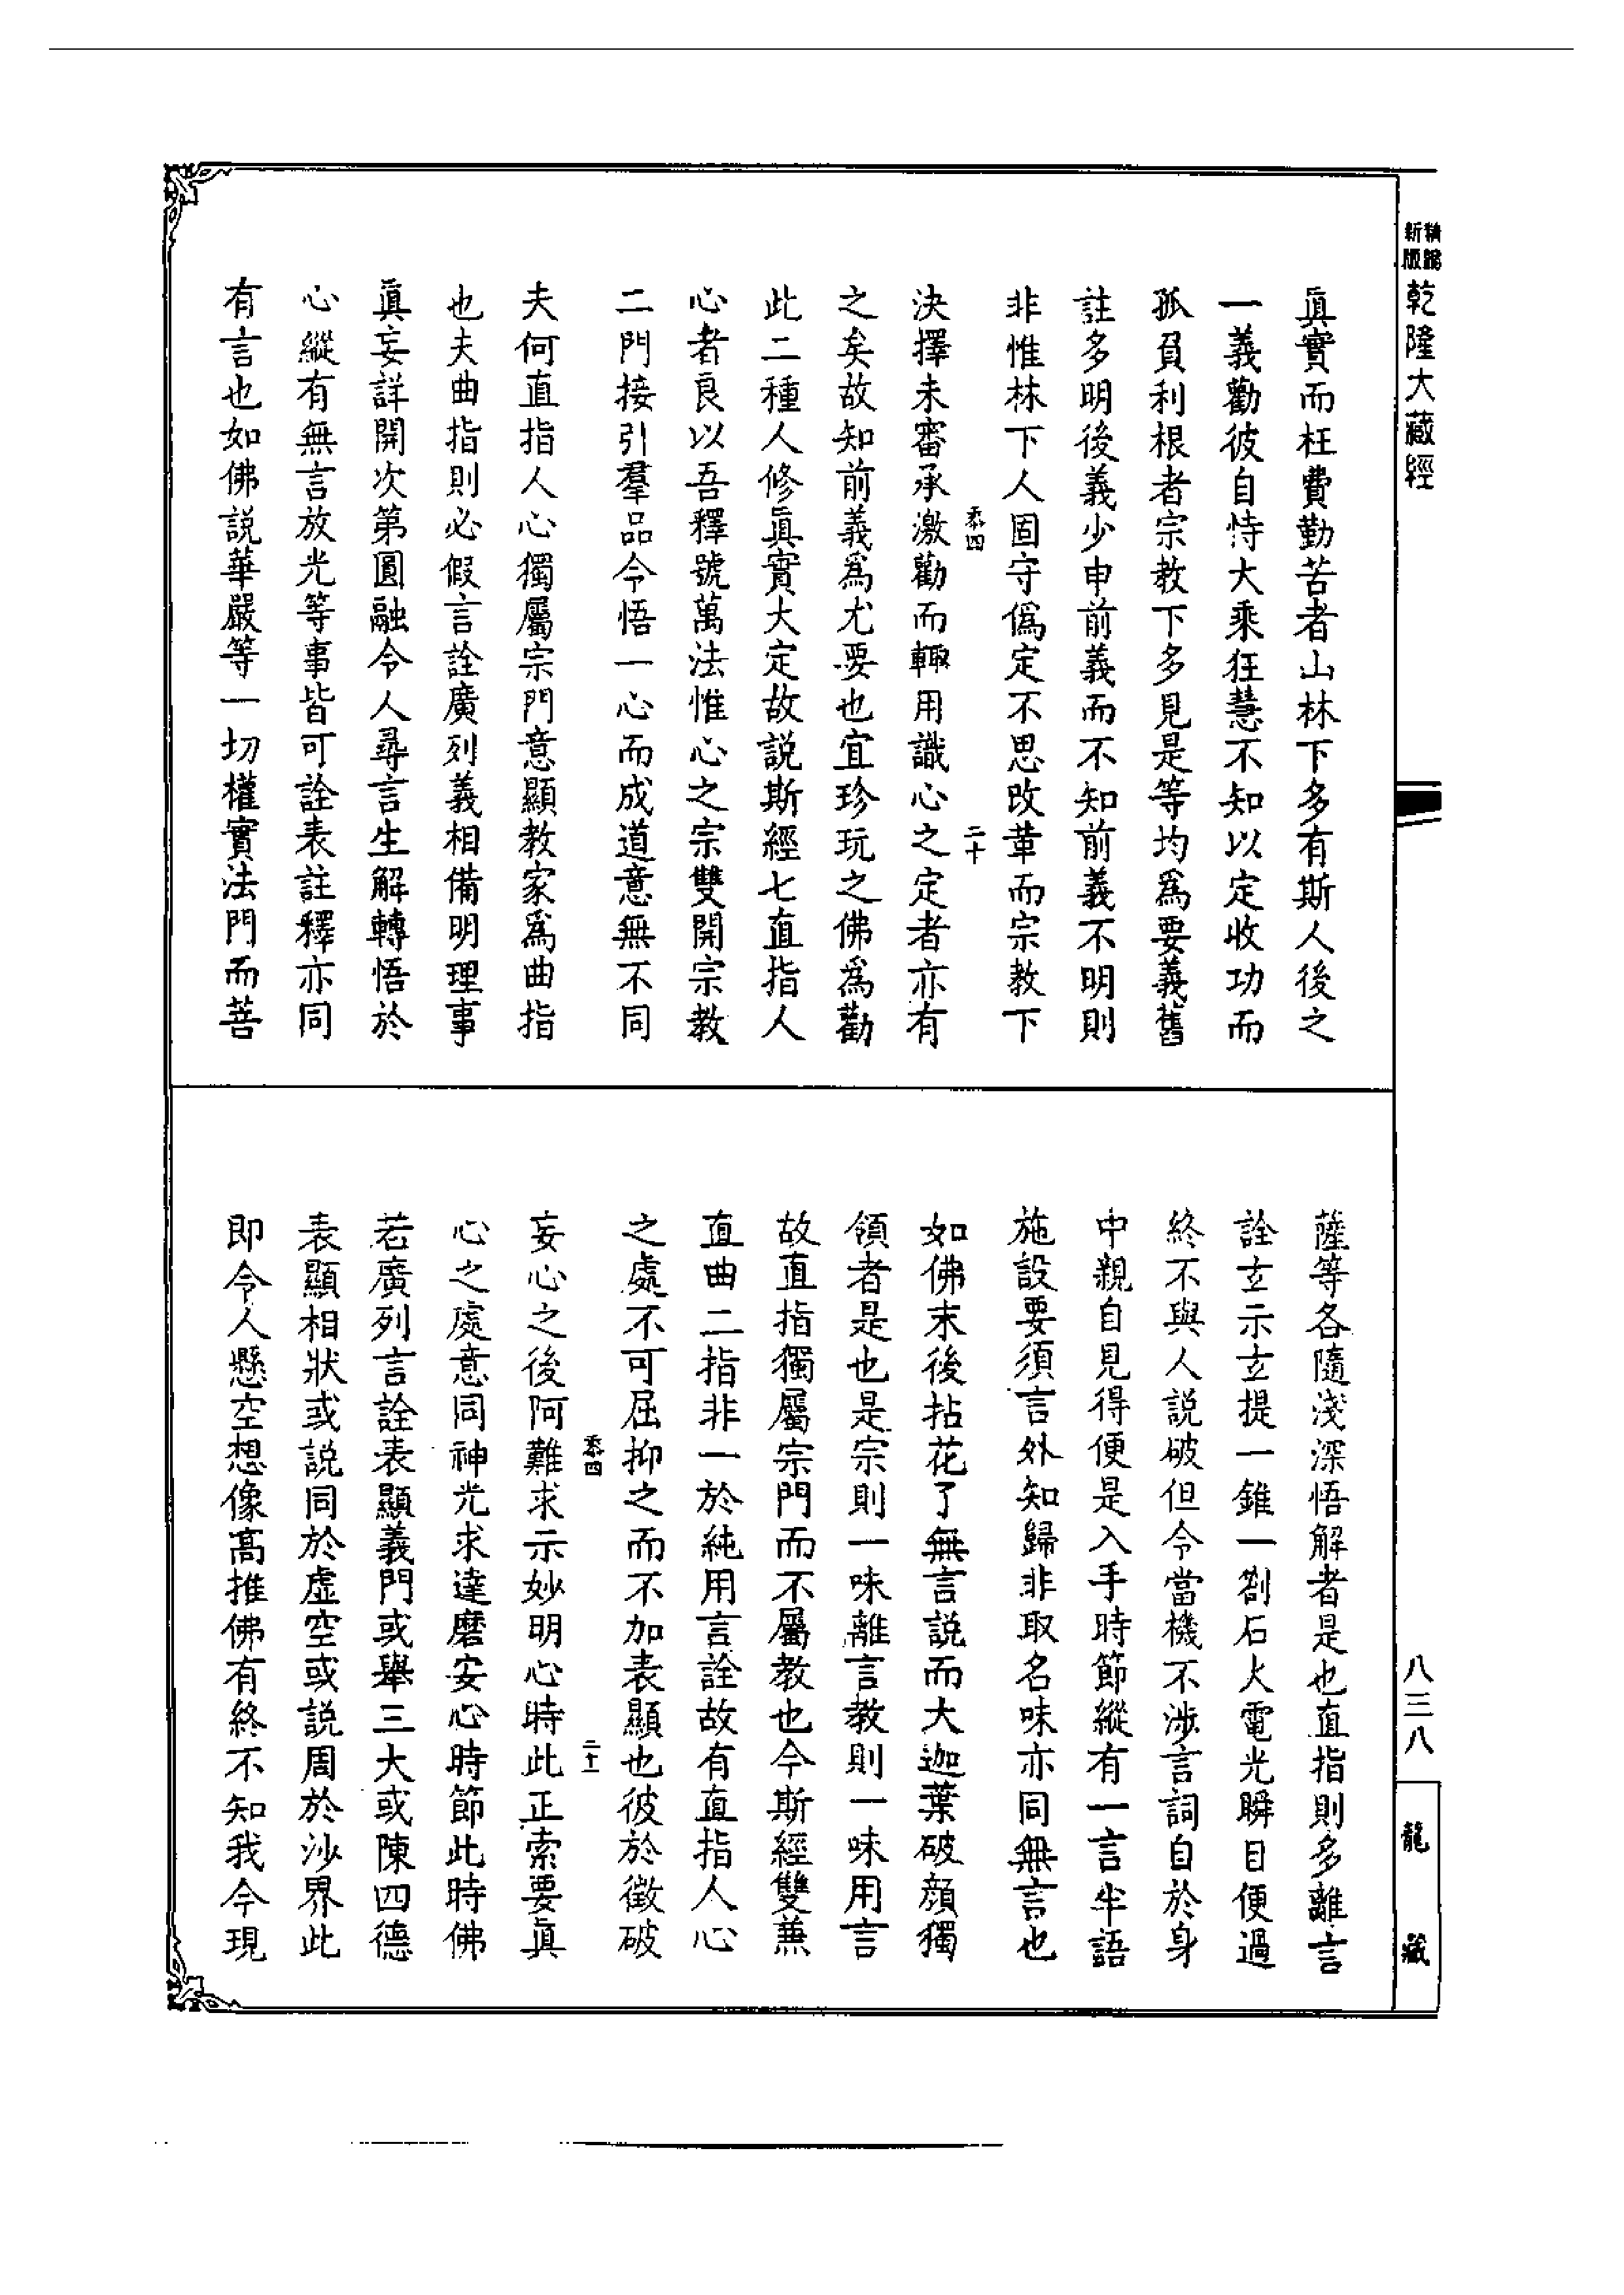 精縮
新版
乾隆大藏經
眞實而枉費勤苦者山林下多有斯人後之
一義勸彼自恃大乘狂慧不知以定收功而
孤負利根者宗教下多見是等均爲要義舊
註多明後義少申前義而不知前義不明則
非惟林下人固守僞定不思改革而宗教下
泰四
二十
決擇未審承激勸而輙用識心之定者亦有
之矣故知前義爲尤要也宜珍玩之佛爲勸
此二種人修眞實大定故說斯經七直指人
心者良以吾釋號萬法惟心之宗雙開宗教
二門接引羣品令悟一心而成道意無不同
夫何直指人心獨屬宗門意顯教家爲曲指
也夫曲指則必假言詮廣列義相備明理事
眞妄詳開次第圓融令人尋言生解轉悟於
心縱有無言放光等事皆可詮表註釋亦同
有言也如佛說華嚴等一切權實法門而菩
薩等各隨淺深悟解者是也直指則多離言
詮玄示玄提一錐一劄石火電光瞬目便過
終不與人説破但令當機不涉言詞自於身
中親自見得便是入手時節縱有一言半語
施設要須言外知歸非取名味亦同無言也
如佛末後拈花了無言說而大迦葉破顔獨
領者是也是宗則一味離言教則一味用言
故直指獨屬宗門而不屬教也今斯經雙兼
直曲二指非一於純用言詮故有直指人心
之處不可屈抑之而不加表顯也彼於徵破
泰四
二十一
妄心之後阿難求示妙明心時此正索要眞
心之處意同神光求達磨安心時節此時佛
若廣列言詮表顯義門或舉三大或陳四德
表顯相狀或説同於虛空或說周於沙界此
即令人懸空想像高推佛有終不知我今現
八三八
龍藏